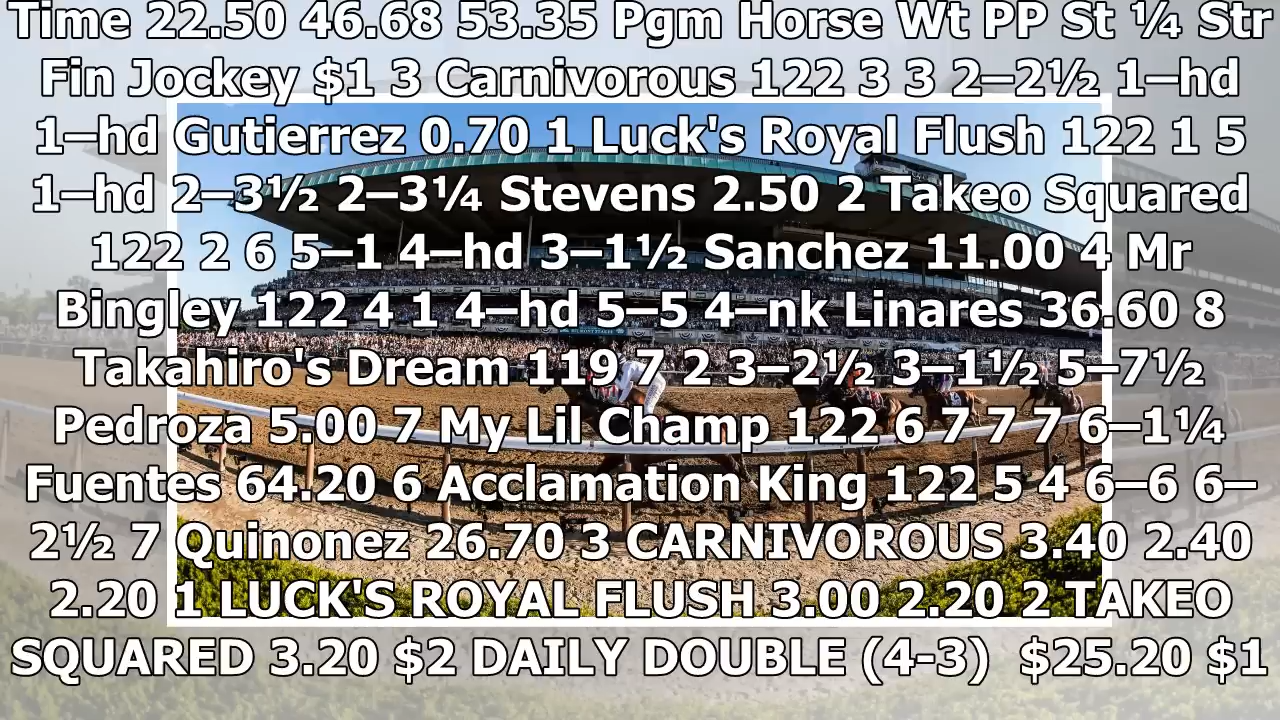 Time 22.50 46.68 53.35 Pgm Horse Wt PP St ¼ Str
Fin Jockey $1 3 Carnivorous 122 3 3 2–2½ 1–hd
1–hd Gutierrez 0.70 1 Luck's Royal Flush 122 1 5
1–hd 2–3½ 2–3¼ Stevens 2.50 2 Takeo Squared
122 2 6 5–1 4–hd 3–1½ Sanchez 11.00 4 Mr
Bingley 122 4 1 4–hd 5–5 4–nk Linares 36.60 8
Takahiro's Dream 119 7 2 3–2½ 3–1½ 5–7½
Pedroza 5.00 7 My Lil Champ 122 6 7 7 7 6–1¼
Fuentes 64.20 6 Acclamation King 122 5 4 6–6 6–
2½ 7 Quinonez 26.70 3 CARNIVOROUS 3.40 2.40
2.20 1 LUCK'S ROYAL FLUSH 3.00 2.20 2 TAKEO
SQUARED 3.20 $2 DAILY DOUBLE (4-3) $25.20 $1